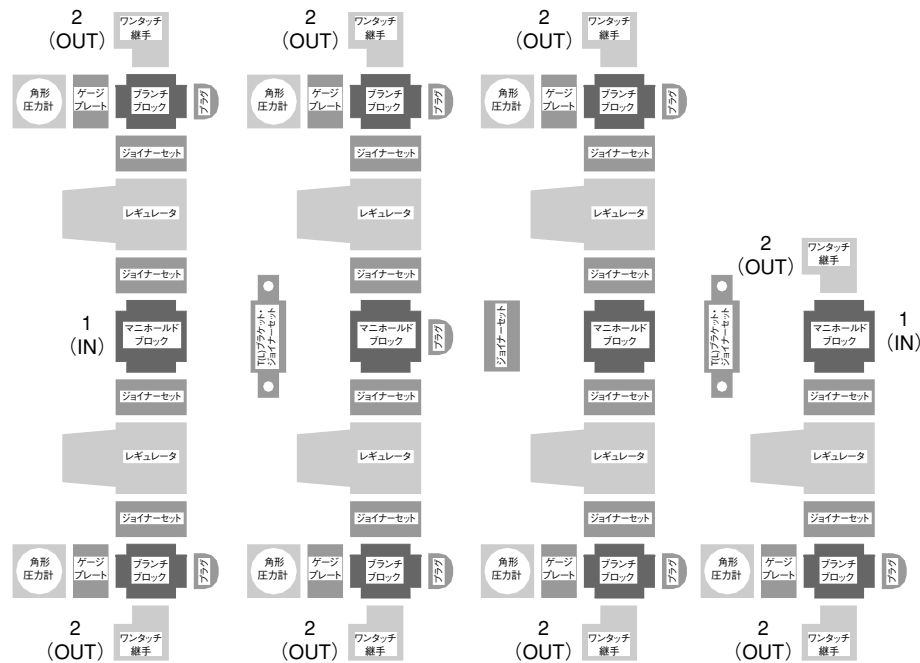 2
(OUT)
ワンタッチ
継手
2
(OUT)
ワンタッチ
継手
2
(OUT)
ワンタッチ
継手
角形
圧力計
ゲージ
プレート
ブランチ
ブロック
プラグ
角形
圧力計
ゲージ
プレート
ブランチ
ブロック
プラグ
角形
圧力計
ゲージ
プレート
ブランチ
ブロック
プラグ
ジョイナーセット
ジョイナーセット
ジョイナーセット
レギュレータ
レギュレータ
レギュレータ
2
(OUT)
ワンタッチ
継手
ジョイナーセット
ジョイナーセット
ジョイナーセット
1
(IN)
マニホールド
ブロック
T(L)ブラケット・
ジョイナーセット
マニホールド
ブロック
プラグ
ジョイナーセット
マニホールド
ブロック
T(L)ブラケット・
ジョイナーセット
マニホールド
ブロック
1
(IN)
ジョイナーセット
ジョイナーセット
ジョイナーセット
ジョイナーセット
レギュレータ
レギュレータ
レギュレータ
レギュレータ
ジョイナーセット
ジョイナーセット
ジョイナーセット
ジョイナーセット
角形
圧力計
ゲージ
プレート
ブランチ
ブロック
プラグ
角形
圧力計
ゲージ
プレート
ブランチ
ブロック
プラグ
角形
圧力計
ゲージ
プレート
ブランチ
ブロック
プラグ
角形
圧力計
ゲージ
プレート
ブランチ
ブロック
プラグ
2
(OUT)
ワンタッチ
継手
2
(OUT)
ワンタッチ
継手
2
(OUT)
ワンタッチ
継手
2
(OUT)
ワンタッチ
継手